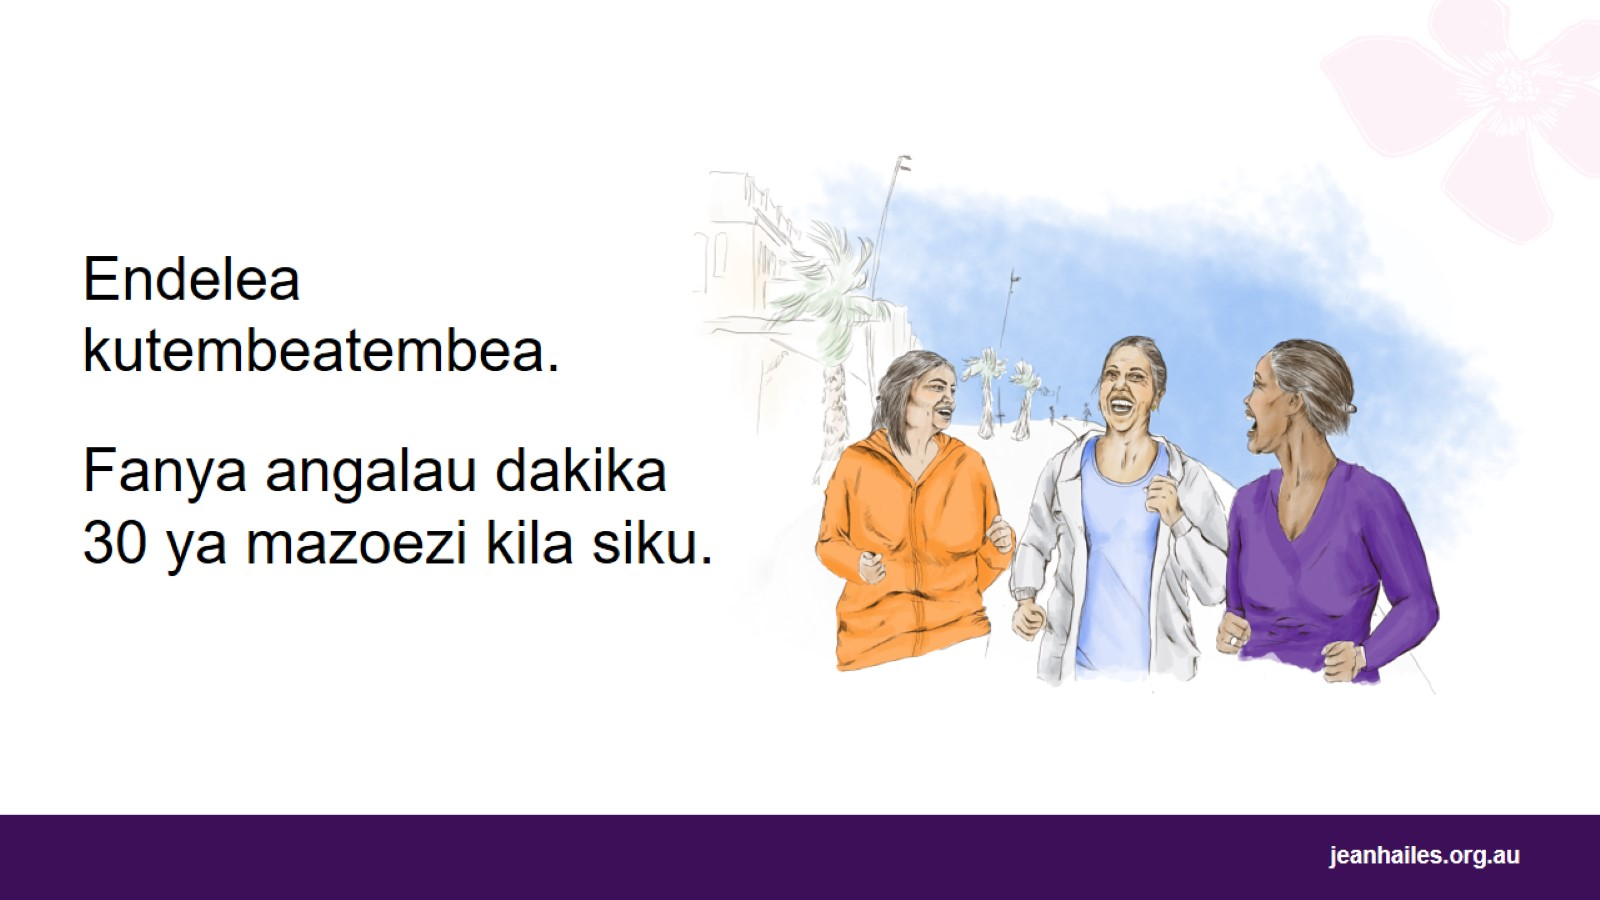 Endelea
kutembeatembea.
Fanya angalau dakika
30 ya mazoezi kila siku.
jeanhailes.org.au